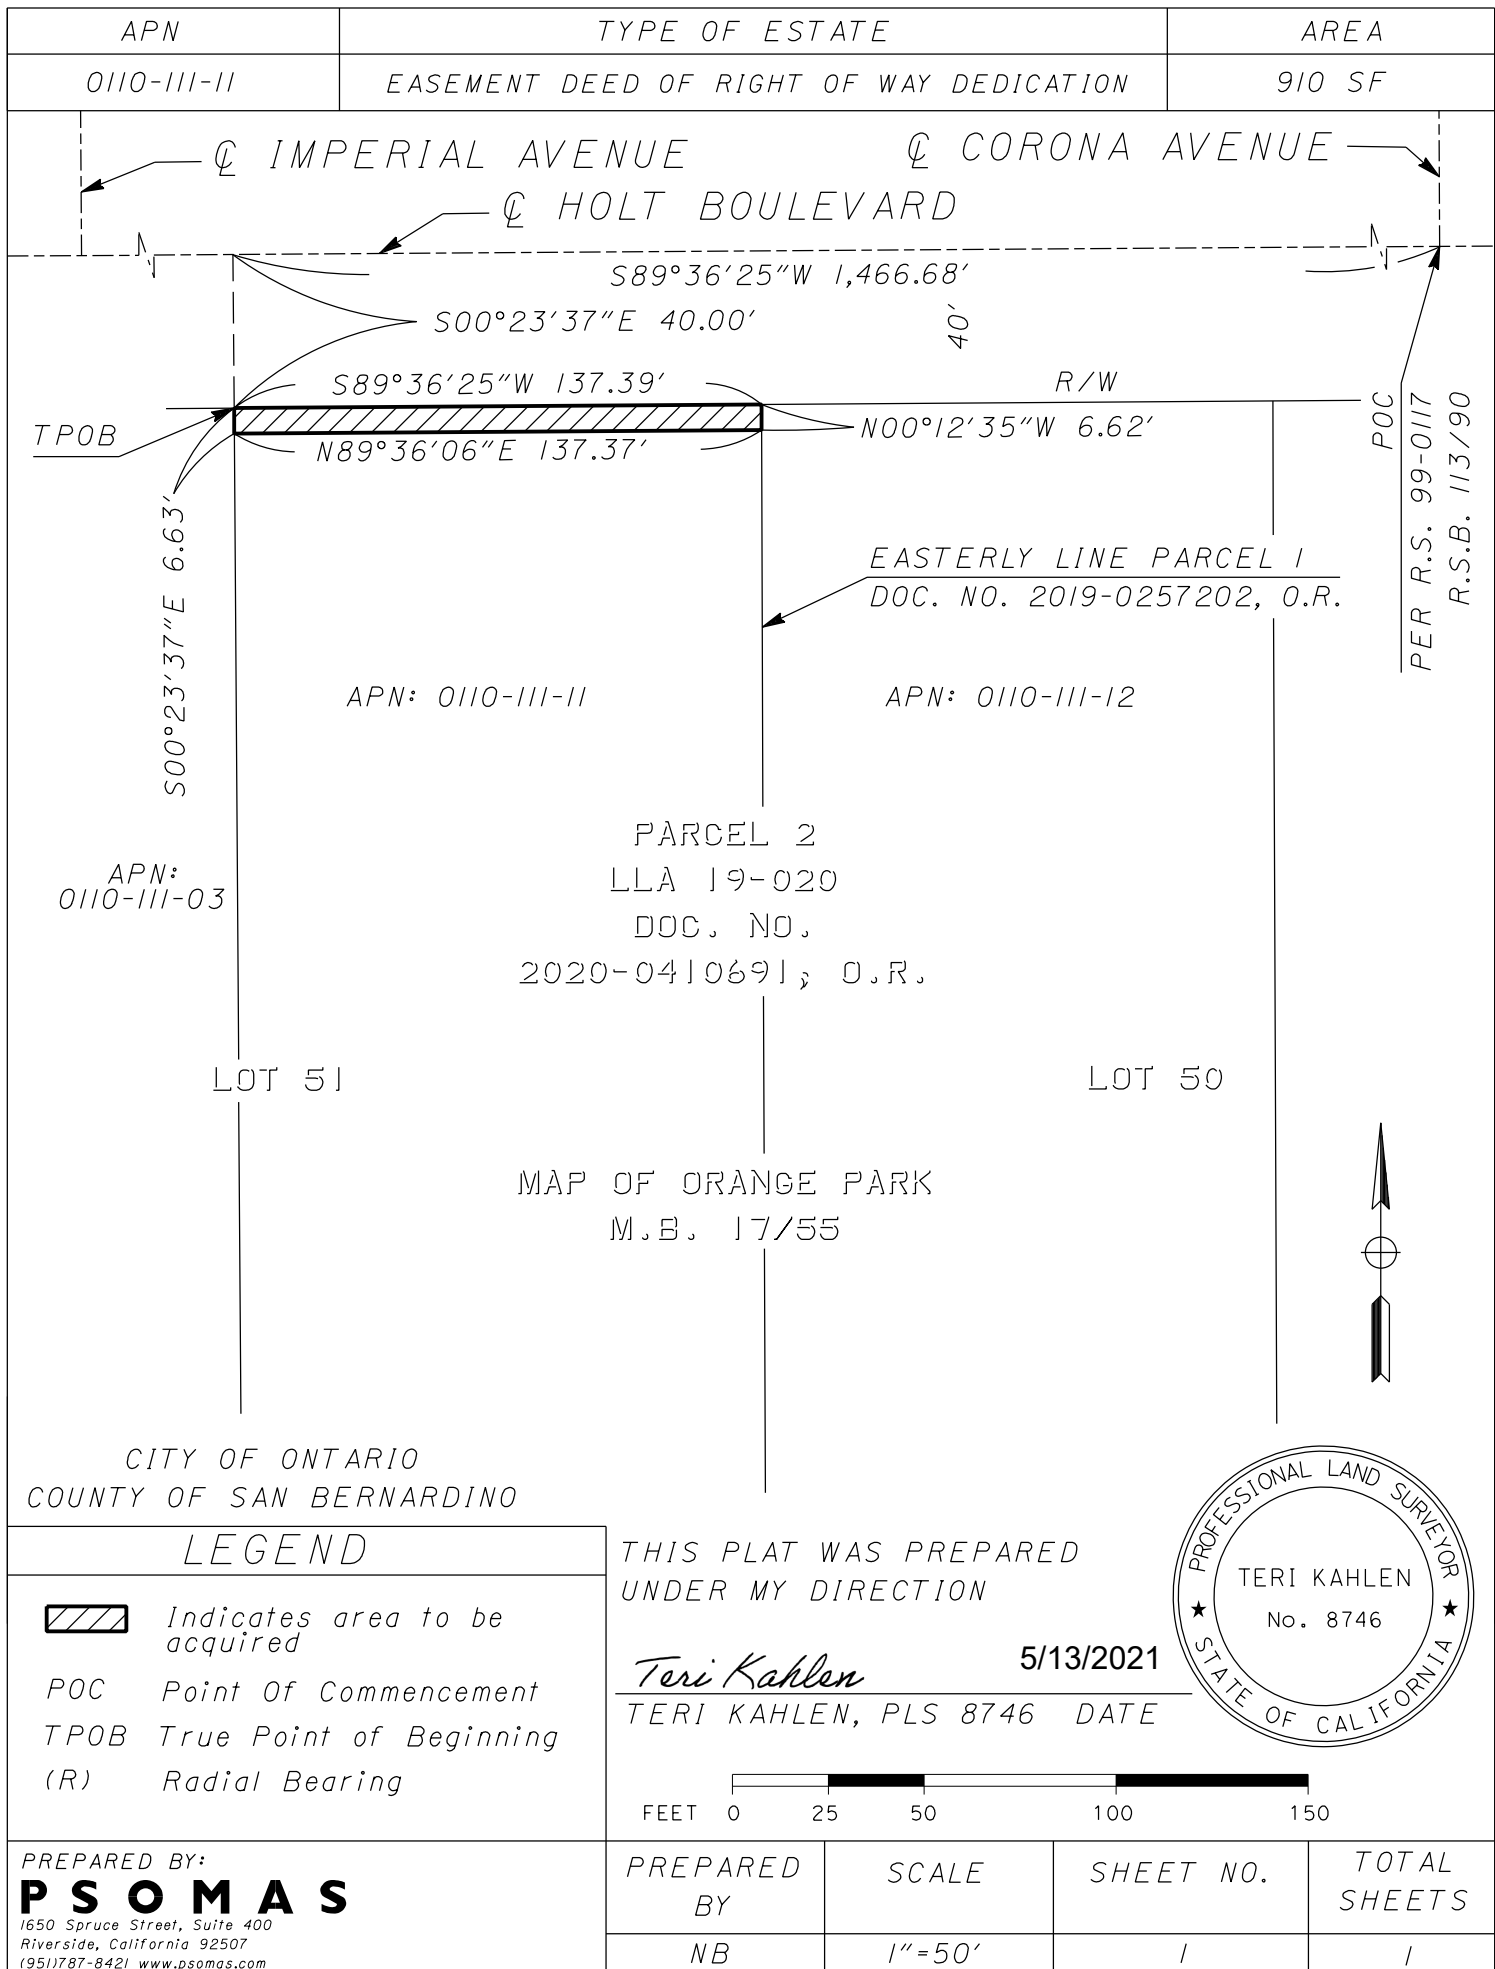 APN TYPE OF ESTATE AREA
0110-111-11 EASEMENT DEED OF RIGHT OF WAY DEDICATION 910 SF
℄ IMPERIAL AVENUE ℄ CORONA AVENUE
℄ HOLT BOULEVARD
S89°36'25"W 1,466.68'
S00°23'37"E 40.00'
40'
S89°36'25"W 137.39'
R/W
TPOB
N00°12'35"W 6.62'
N89°36'06"E 137.37'
S00°23'37"E 6.63'
POC
PER R.S. 99-0117
R.S.B. 113/90
EASTERLY LINE PARCEL 1
DOC. NO. 2019-0257202, O.R.
APN: 0110-111-11 APN: 0110-111-12
PARCEL 2
LLA 19-020
DOC. NO.
2020-0410691, O.R.
APN:
0110-111-03
LOT 51 LOT 50
MAP OF ORANGE PARK
M.B. 17/55
CITY OF ONTARIO
COUNTY OF SAN BERNARDINO
LEGEND
Indicates area to be
acquired
POC Point Of Commencement
TPOB True Point of Beginning
(R) Radial Bearing
THIS PLAT WAS PREPARED
UNDER MY DIRECTION
Teri Kahlen 5/13/2021
TERI KAHLEN, PLS 8746 DATE
PROFESSIONAL LAND SURVEYOR
TERI KAHLEN
No. 8746
★ STATE OF CALIFORNIA ★
FEET 0 25 50 100 150
PREPARED BY:
PSOMAS
1650 Spruce Street, Suite 400
Riverside, California 92507
(951)787-8421 www.psomas.com
PREPARED
BY
SCALE
SHEET NO.
TOTAL
SHEETS
NB 1"=50' 1 1